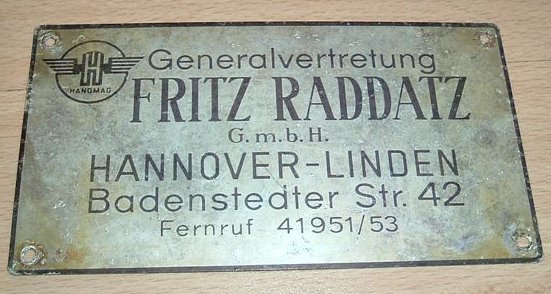 H
HANOMAG
Generalvertretung
FRITZ RADDATZ
G.m.b.H.
HANNOVER-LINDEN
Badenstedter Str. 42
Fernruf 41951/53